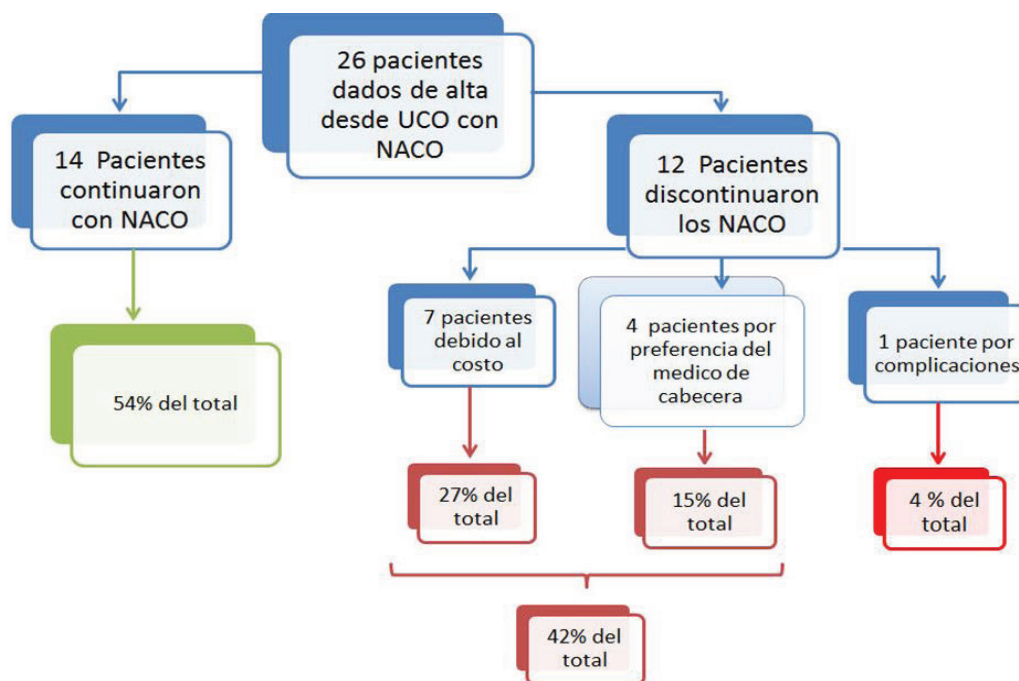 26 pacientes
dados de alta
desde UCO con
NACO
14 Pacientes
continuaron
con NACO
12 Pacientes
discontinuaron
los NACO
7 pacientes
debido al
costo
4 pacientes por
preferencia del
medico de
cabecera
1 paciente por
complicaciones
54% del total
27% del
total
15% del
total
4 % del
total
42% del
total